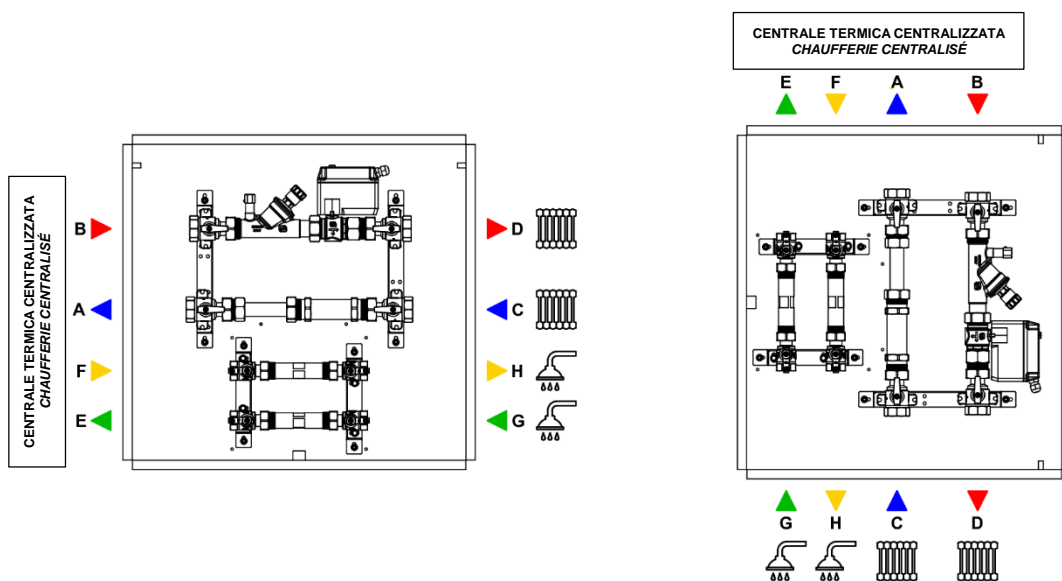 CENTRALE TERMICA CENTRALIZZATA
CHAUFFERIE CENTRALISÉ
B
A
F
E
D
C
H
G
CENTRALE TERMICA CENTRALIZZATA
CHAUFFERIE CENTRALISÉ
E F A B
G H C D